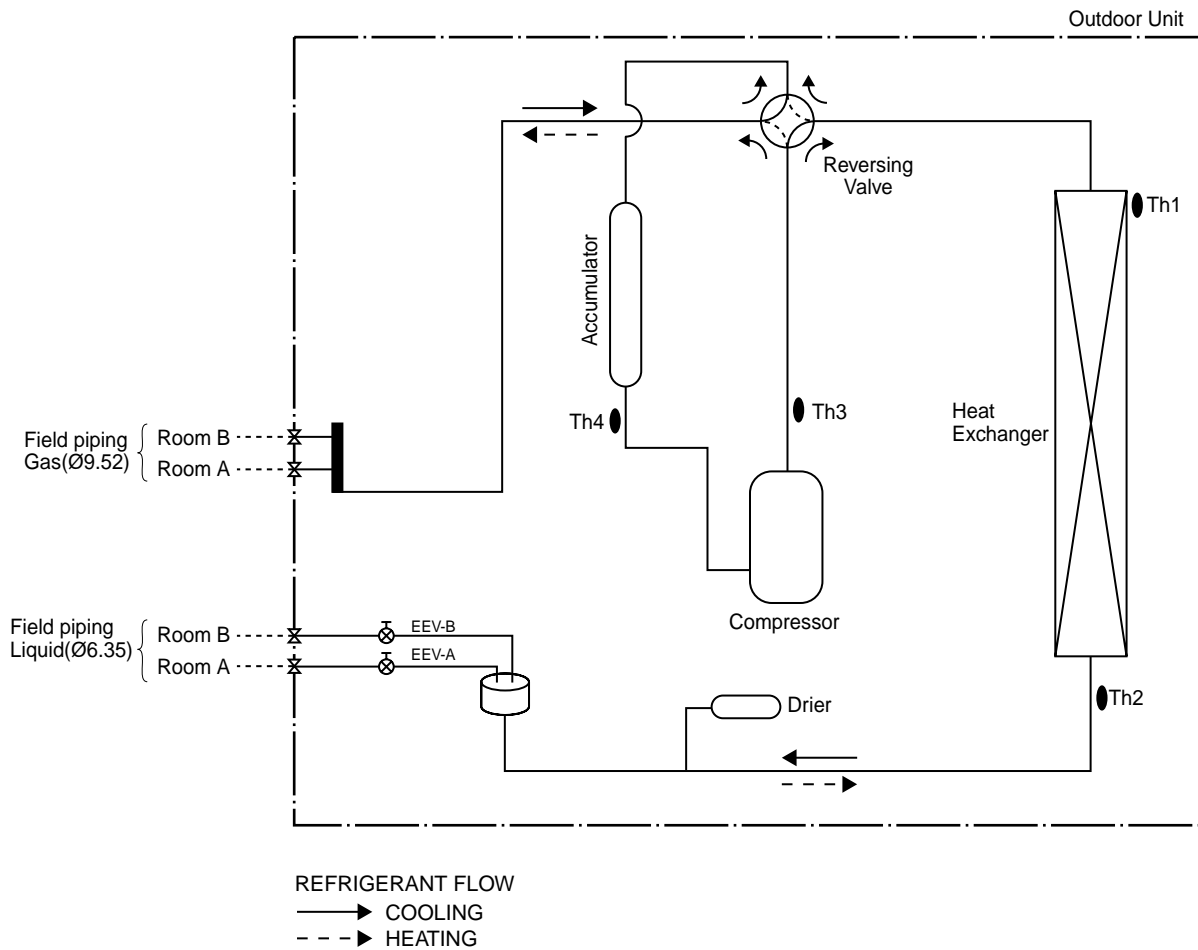 Outdoor Unit
Reversing
Valve
Th1
Accumulator
Th4
Th3
Heat
Exchanger
Field piping
Gas(Ø9.52)
Room B
Room A
Compressor
Field piping
Liquid(Ø6.35)
Room B
Room A
EEV-B
EEV-A
Drier
Th2
REFRIGERANT FLOW
COOLING
HEATING